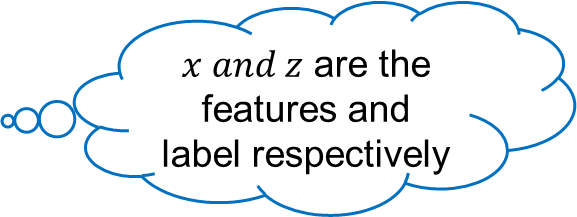 x and z are the
features and
label respectively